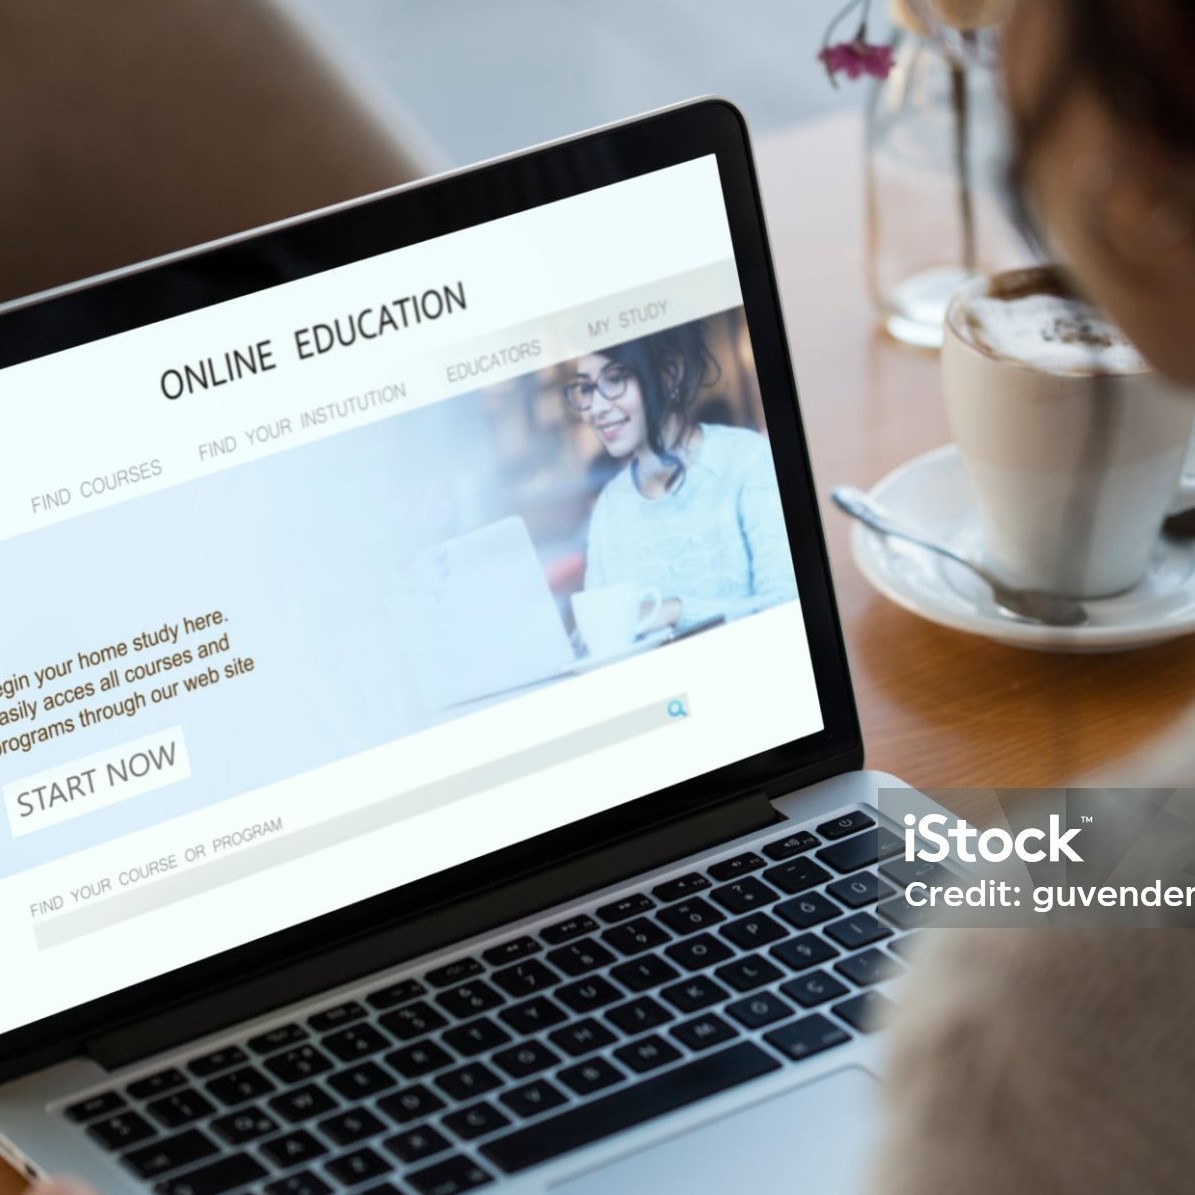 ONLINE EDUCATION
FIND COURSES FIND YOUR INSTUTUTION EDUCATORS MY STUDY
egin your home study here.
asily acces all courses and
rograms through our web site
START NOW
FIND YOUR COURSE OR PROGRAM
iStock™
Credit: guvender